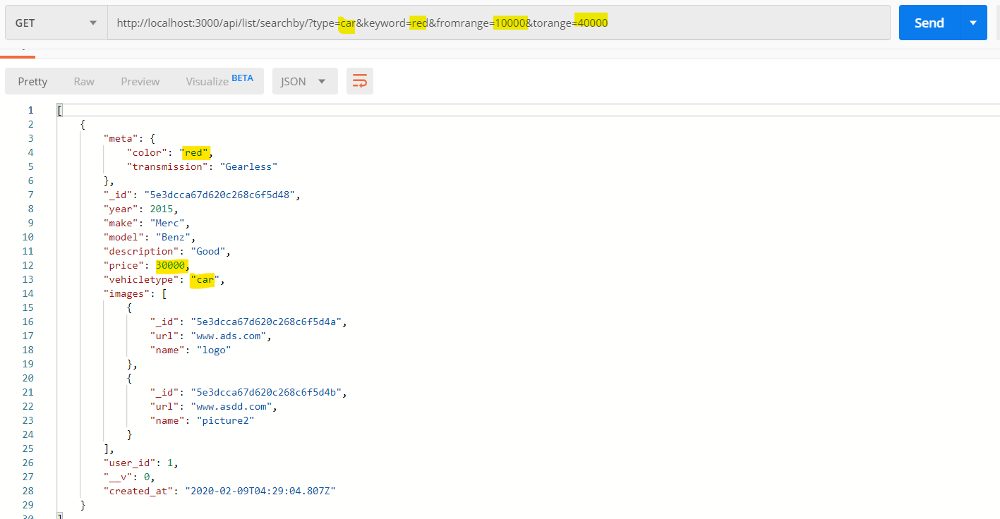 GET http://localhost:3000/api/list/searchby/?type=car&keyword=red&fromrange=10000&torange=40000 Send
Pretty Raw Preview Visualize BETA JSON
1 [
2 {
3 "meta": {
4 "color": "red",
5 "transmission": "Gearless"
6 },
7 "_id": "5e3dcca67d620c268c6f5d48",
8 "year": 2015,
9 "make": "Merc",
10 "model": "Benz",
11 "description": "Good",
12 "price": 30000,
13 "vehicletype": "car",
14 "images": [
15 {
16 "_id": "5e3dcca67d620c268c6f5d4a",
17 "url": "www.ads.com",
18 "name": "logo"
19 },
20 {
21 "_id": "5e3dcca67d620c268c6f5d4b",
22 "url": "www.asdd.com",
23 "name": "picture2"
24 }
25 ],
26 "user_id": 1,
27 "__v": 0,
28 "created_at": "2020-02-09T04:29:04.807Z"
29 }
30 ]